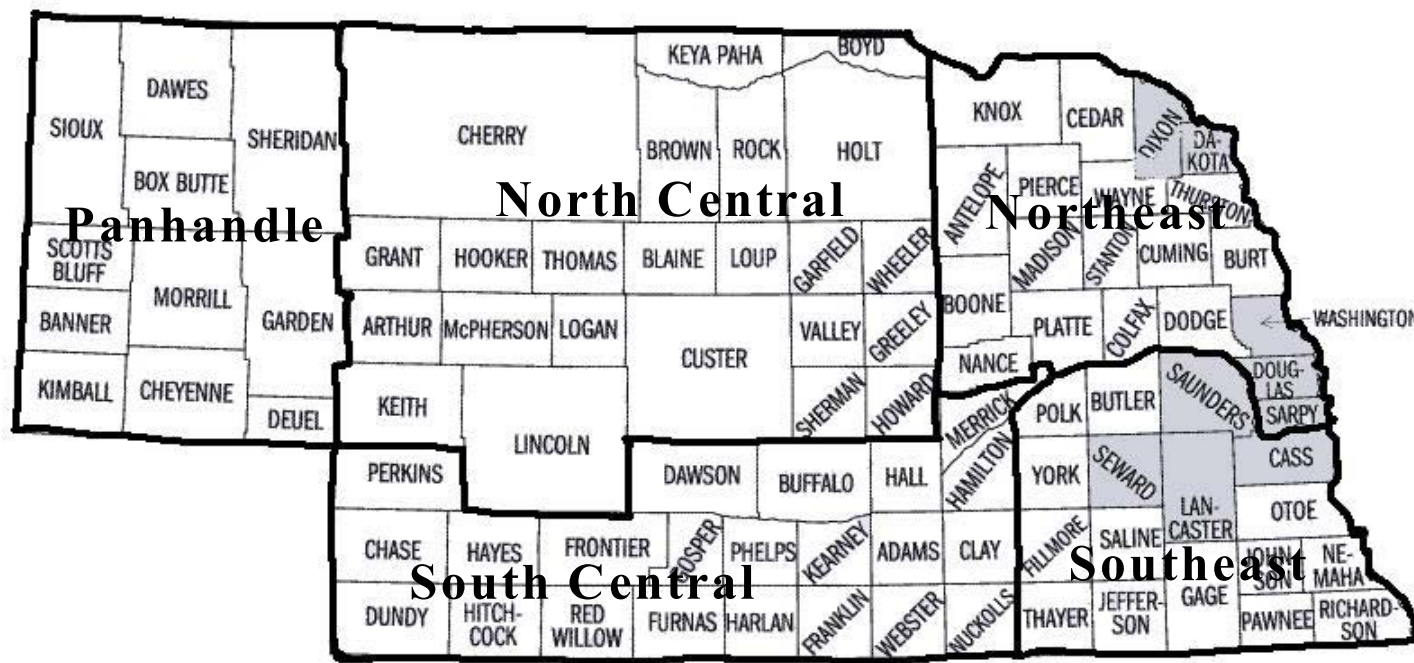 KEYA PAHA
BOYD
DAWES
KNOX
CEDAR
DIXON
DA-
KOTA
SIOUX
SHERIDAN
CHERRY
BROWN
ROCK
HOLT
BOX BUTTE
ANTELOPE
PIERCE
WAYNE
THURSTON
Panhandle
North Central
Northeast
SCOTTS
BLUFF
GRANT
HOOKER
THOMAS
BLAINE
LOUP
GARFIELD
WHEELER
MADISON
STANTON
CUMING
BURT
MORRILL
BANNER
GARDEN
ARTHUR
McPHERSON
LOGAN
CUSTER
VALLEY
GREELEY
BOONE
PLATTE
COLFAX
DODGE
WASHINGTON
NANCE
KIMBALL
CHEYENNE
DEUEL
KEITH
LINCOLN
SHERMAN
HOWARD
MERRICK
POLK
BUTLER
SAUNDERS
DOUG-
LAS
SARPY
PERKINS
DAWSON
BUFFALO
HALL
HAMILTON
YORK
SEWARD
LAN-
CASTER
CASS
OTOE
CHASE
HAYES
FRONTIER
GOSPER
PHELPS
KEARNEY
ADAMS
CLAY
FILLMORE
SALINE
JOHN-
SON
NE-
MAHA
South Central
Southeast
DUNDY
HITCH-
COCK
RED
WILLOW
FURNAS
HARLAN
FRANKLIN
WEBSTER
NUCKOLLS
THAYER
JEFFER-
SON
GAGE
PAWNEE
RICHARD-
SON